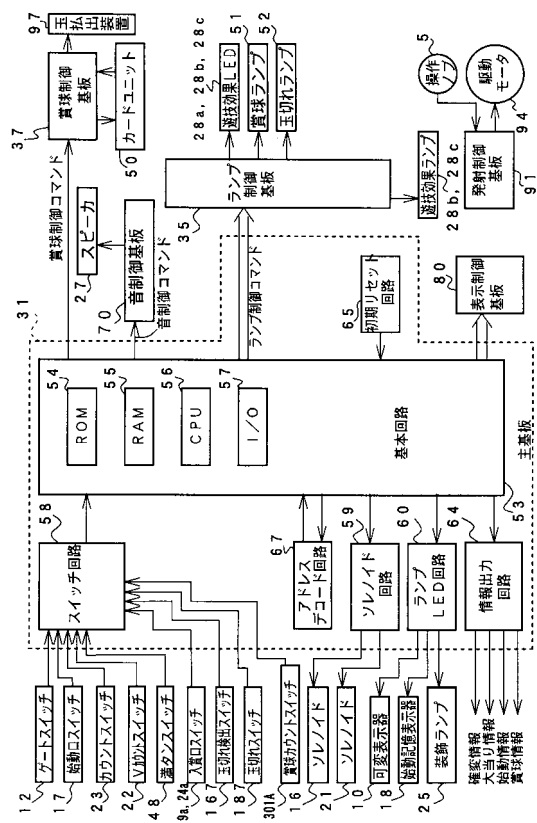 12
ゲートスイッチ
17
始動口スイッチ
23
カウントスイッチ
22
Vカウントスイッチ
48
満タンスイッチ
9a, 24a
入賞口スイッチ
167
玉切れ検出スイッチ
187
玉切れスイッチ
301A
賞球カウントスイッチ
16
ソレノイド
21
ソレノイド
10
可変表示器
18
始動記憶表示器
25
装飾ランプ
確変情報
大当り情報
始動情報
賞球情報
58
スイッチ回路
67
アドレス
デコード回路
59
ソレノイド
回路
60
ランプ
LED回路
64
情報出力
回路
31
54
ROM
55
RAM
56
CPU
57
I/O
基本回路
53
主基板
65
初期リセット
回路
賞球制御コマンド
27
スピーカ
70
音制御基板
音制御コマンド
ランプ制御コマンド
80
表示制御
基板
37
賞球制御
基板
97
玉払出装置
50
カードユニット
35
ランプ
制御
基板
28a, 28b, 28c
遊技効果LED
51
賞球ランプ
52
玉切れランプ
遊技効果ランプ
28b, 28c
91
発射制御
基板
5
操作
ノブ
駆動
モータ
94